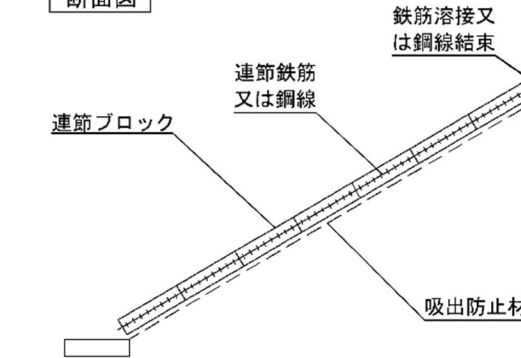 断面図
鉄筋溶接又
は鋼線結束
連節鉄筋
又は鋼線
連節ブロック
吸出防止材